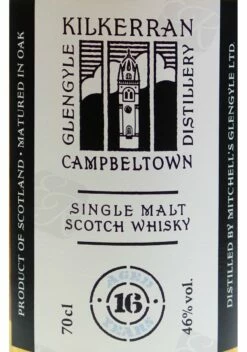 KILKERRAN
GLENGYLE
DISTILLERY
CAMPBELTOWN
SINGLE MALT
SCOTCH WHISKY
70cl
AGED
16
YEARS
46% vol.
PRODUCT OF SCOTLAND • MATURED IN OAK
DISTILLED BY MITCHELL'S GLENGYLE LTD